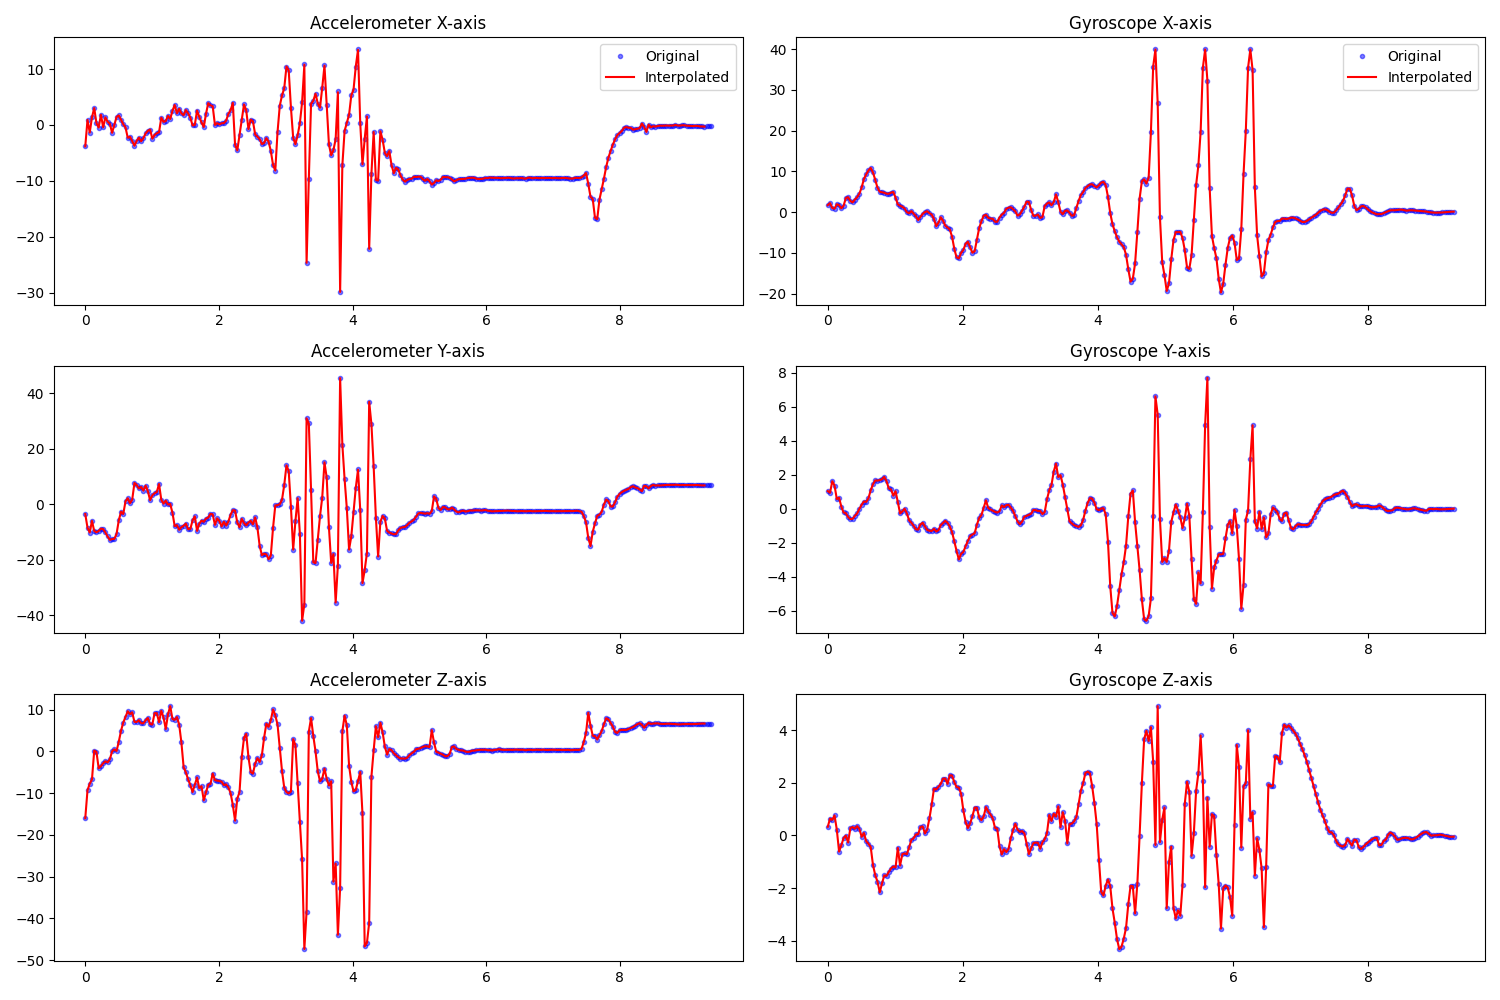 Accelerometer X-axis
Original
Interpolated
10
0
−10
−20
−30
0 2 4 6 8
Gyroscope X-axis
Original
Interpolated
40
30
20
10
0
−10
−20
0 2 4 6 8
Accelerometer Y-axis
40
20
0
−20
−40
0 2 4 6 8
Gyroscope Y-axis
8
6
4
2
0
−2
−4
−6
0 2 4 6 8
Accelerometer Z-axis
10
0
−10
−20
−30
−40
−50
0 2 4 6 8
Gyroscope Z-axis
4
2
0
−2
−4
0 2 4 6 8